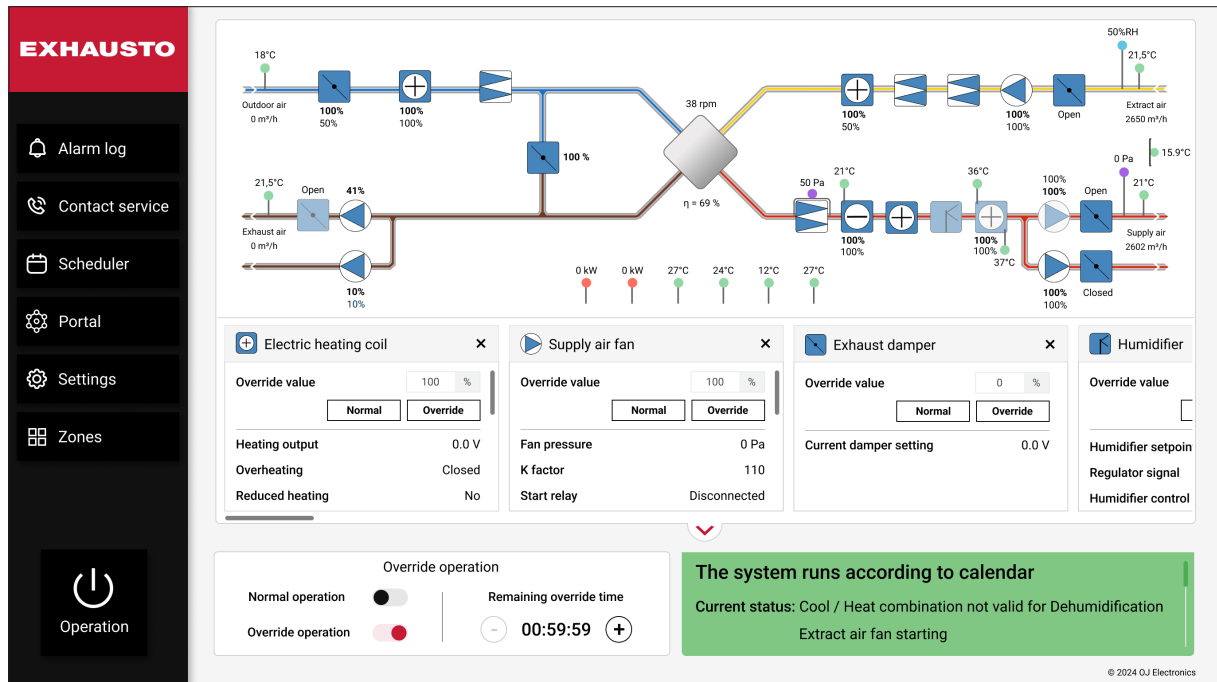 EXHAUSTO
Alarm log
Contact service
Scheduler
Portal
Settings
Zones
Operation
18°C
Outdoor air
0 m³/h
100%
50%
100%
100%
100 %
38 rpm
η = 69 %
50%RH
21,5°C
100%
50%
100%
100%
Open
Extract air
2650 m³/h
15.9°C
21,5°C
Open
41%
Exhaust air
0 m³/h
10%
10%
50 Pa
21°C
100%
100%
36°C
100%
100%
37°C
100%
100%
Open
0 Pa
21°C
Supply air
2602 m³/h
100%
100%
Closed
0 kW
0 kW
27°C
24°C
12°C
27°C
Electric heating coil
Override value 100 %
Normal Override
Heating output 0.0 V
Overheating Closed
Reduced heating No
Supply air fan
Override value 100 %
Normal Override
Fan pressure 0 Pa
K factor 110
Start relay Disconnected
Exhaust damper
Override value 0 %
Normal Override
Current damper setting 0.0 V
Humidifier
Override value
Humidifier setpoin
Regulator signal
Humidifier control
Override operation
Normal operation
Override operation
Remaining override time
- 00:59:59 +
The system runs according to calendar
Current status: Cool / Heat combination not valid for Dehumidification
Extract air fan starting
© 2024 OJ Electronics